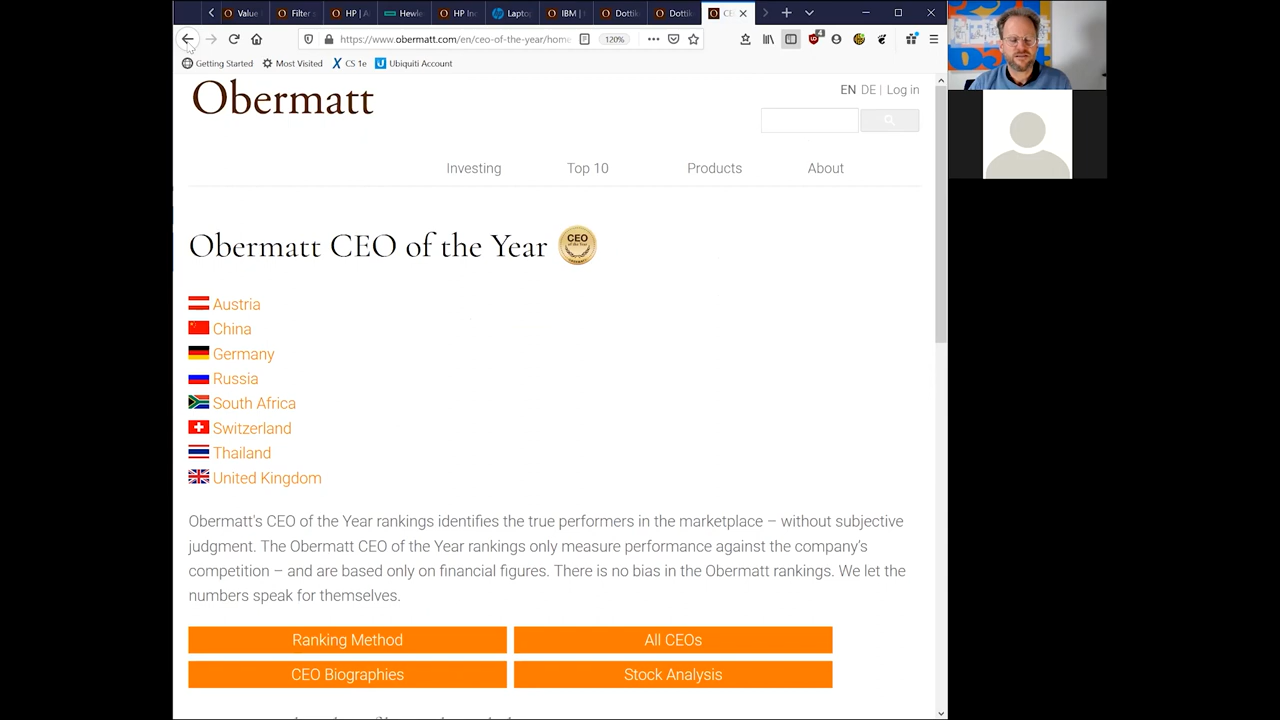 Value
Filter
HP | A
Hewle
HP Inc
Laptop
IBM |
Dottik
Dottik
CE
https://www.obermatt.com/en/ceo-of-the-year/home
120%
4
Getting Started
Most Visited
CS 1e
Ubiquiti Account
Obermatt
EN DE | Log in
Investing
Top 10
Products
About
Obermatt CEO of the Year
CEO
Austria
China
Germany
Russia
South Africa
Switzerland
Thailand
United Kingdom
Obermatt's CEO of the Year rankings identifies the true performers in the marketplace – without subjective
judgment. The Obermatt CEO of the Year rankings only measure performance against the company's
competition – and are based only on financial figures. There is no bias in the Obermatt rankings. We let the
numbers speak for themselves.
Ranking Method
All CEOs
CEO Biographies
Stock Analysis